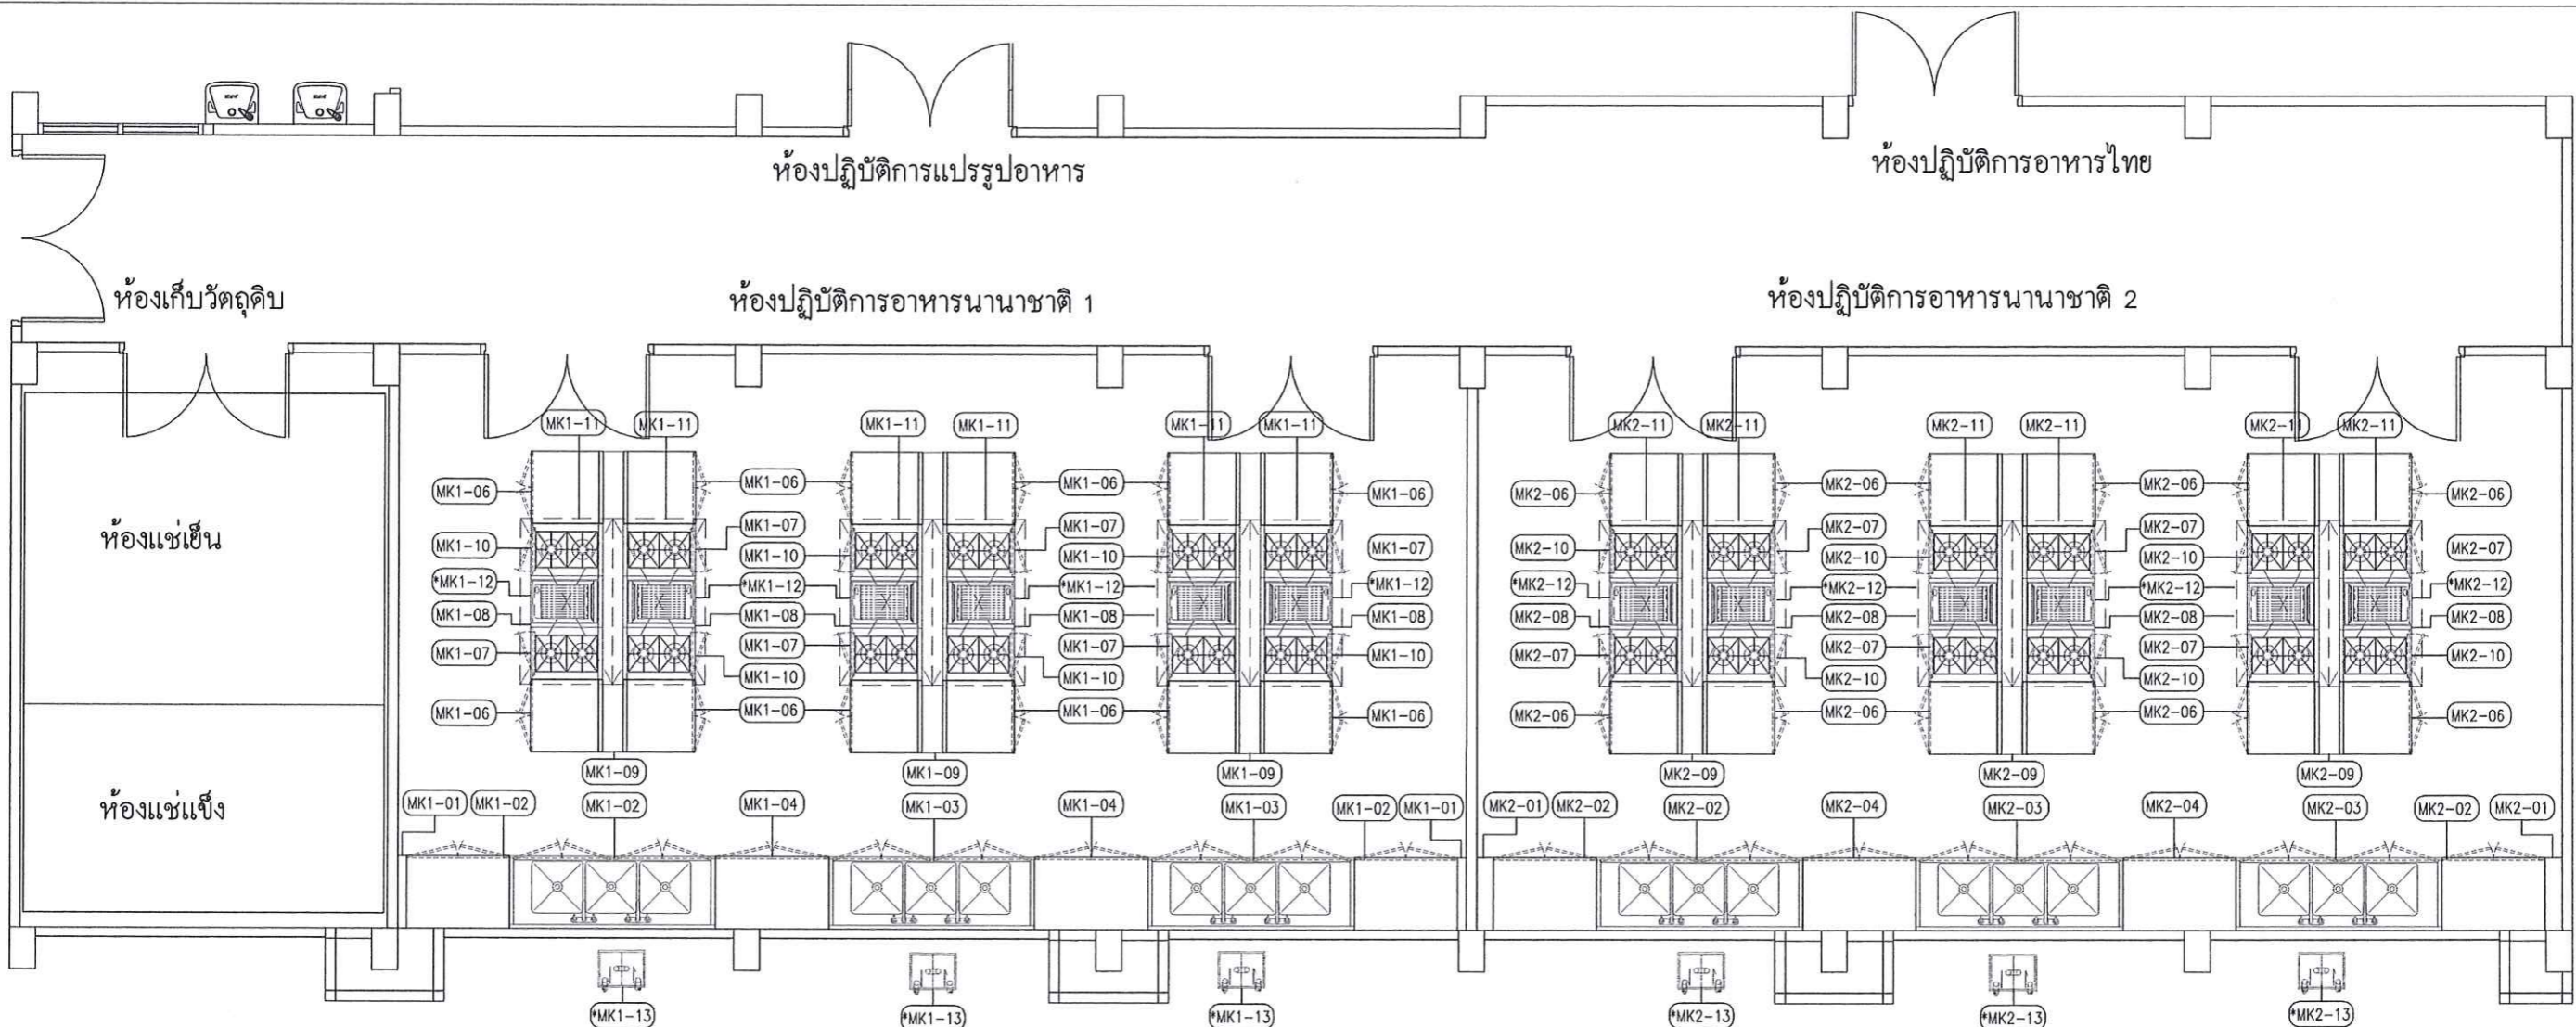 ห้องปฏิบัติการแปรรูปอาหาร
ห้องปฏิบัติการอาหารไทย
ห้องเก็บวัตถุดิบ
ห้องปฏิบัติการอาหารนานาชาติ 1
ห้องปฏิบัติการอาหารนานาชาติ 2
MK1-11 MK1-11 MK1-11 MK1-11 MK1-11 MK1-11 MK2-11 MK2-11 MK2-11 MK2-11 MK2-11 MK2-11
MK1-06 MK1-06 MK1-06 MK1-06 MK2-06 MK2-06 MK2-06 MK2-06
ห้องแช่เย็น
MK1-07 MK1-07 MK2-07 MK2-07
MK1-10 MK1-10 MK1-10 MK1-07 MK2-10 MK2-10 MK2-10 MK2-07
*MK1-12 *MK1-12 *MK1-12 *MK1-12 *MK2-12 *MK2-12 *MK2-12 *MK2-12
MK1-08 MK1-08 MK1-08 MK1-08 MK2-08 MK2-08 MK2-08 MK2-08
MK1-07 MK1-07 MK1-07 MK1-10 MK2-07 MK2-07 MK2-07 MK2-10
MK1-10 MK1-10 MK2-10 MK2-10
MK1-06 MK1-06 MK1-06 MK1-06 MK2-06 MK2-06 MK2-06 MK2-06
MK1-09 MK1-09 MK1-09 MK2-09 MK2-09 MK2-09
ห้องแช่แข็ง
MK1-01 MK1-02 MK1-02 MK1-04 MK1-03 MK1-04 MK1-03 MK1-02 MK1-01 MK2-01 MK2-02 MK2-02 MK2-04 MK2-03 MK2-04 MK2-03 MK2-02 MK2-01
*MK1-13 *MK1-13 *MK1-13 *MK2-13 *MK2-13 *MK2-13